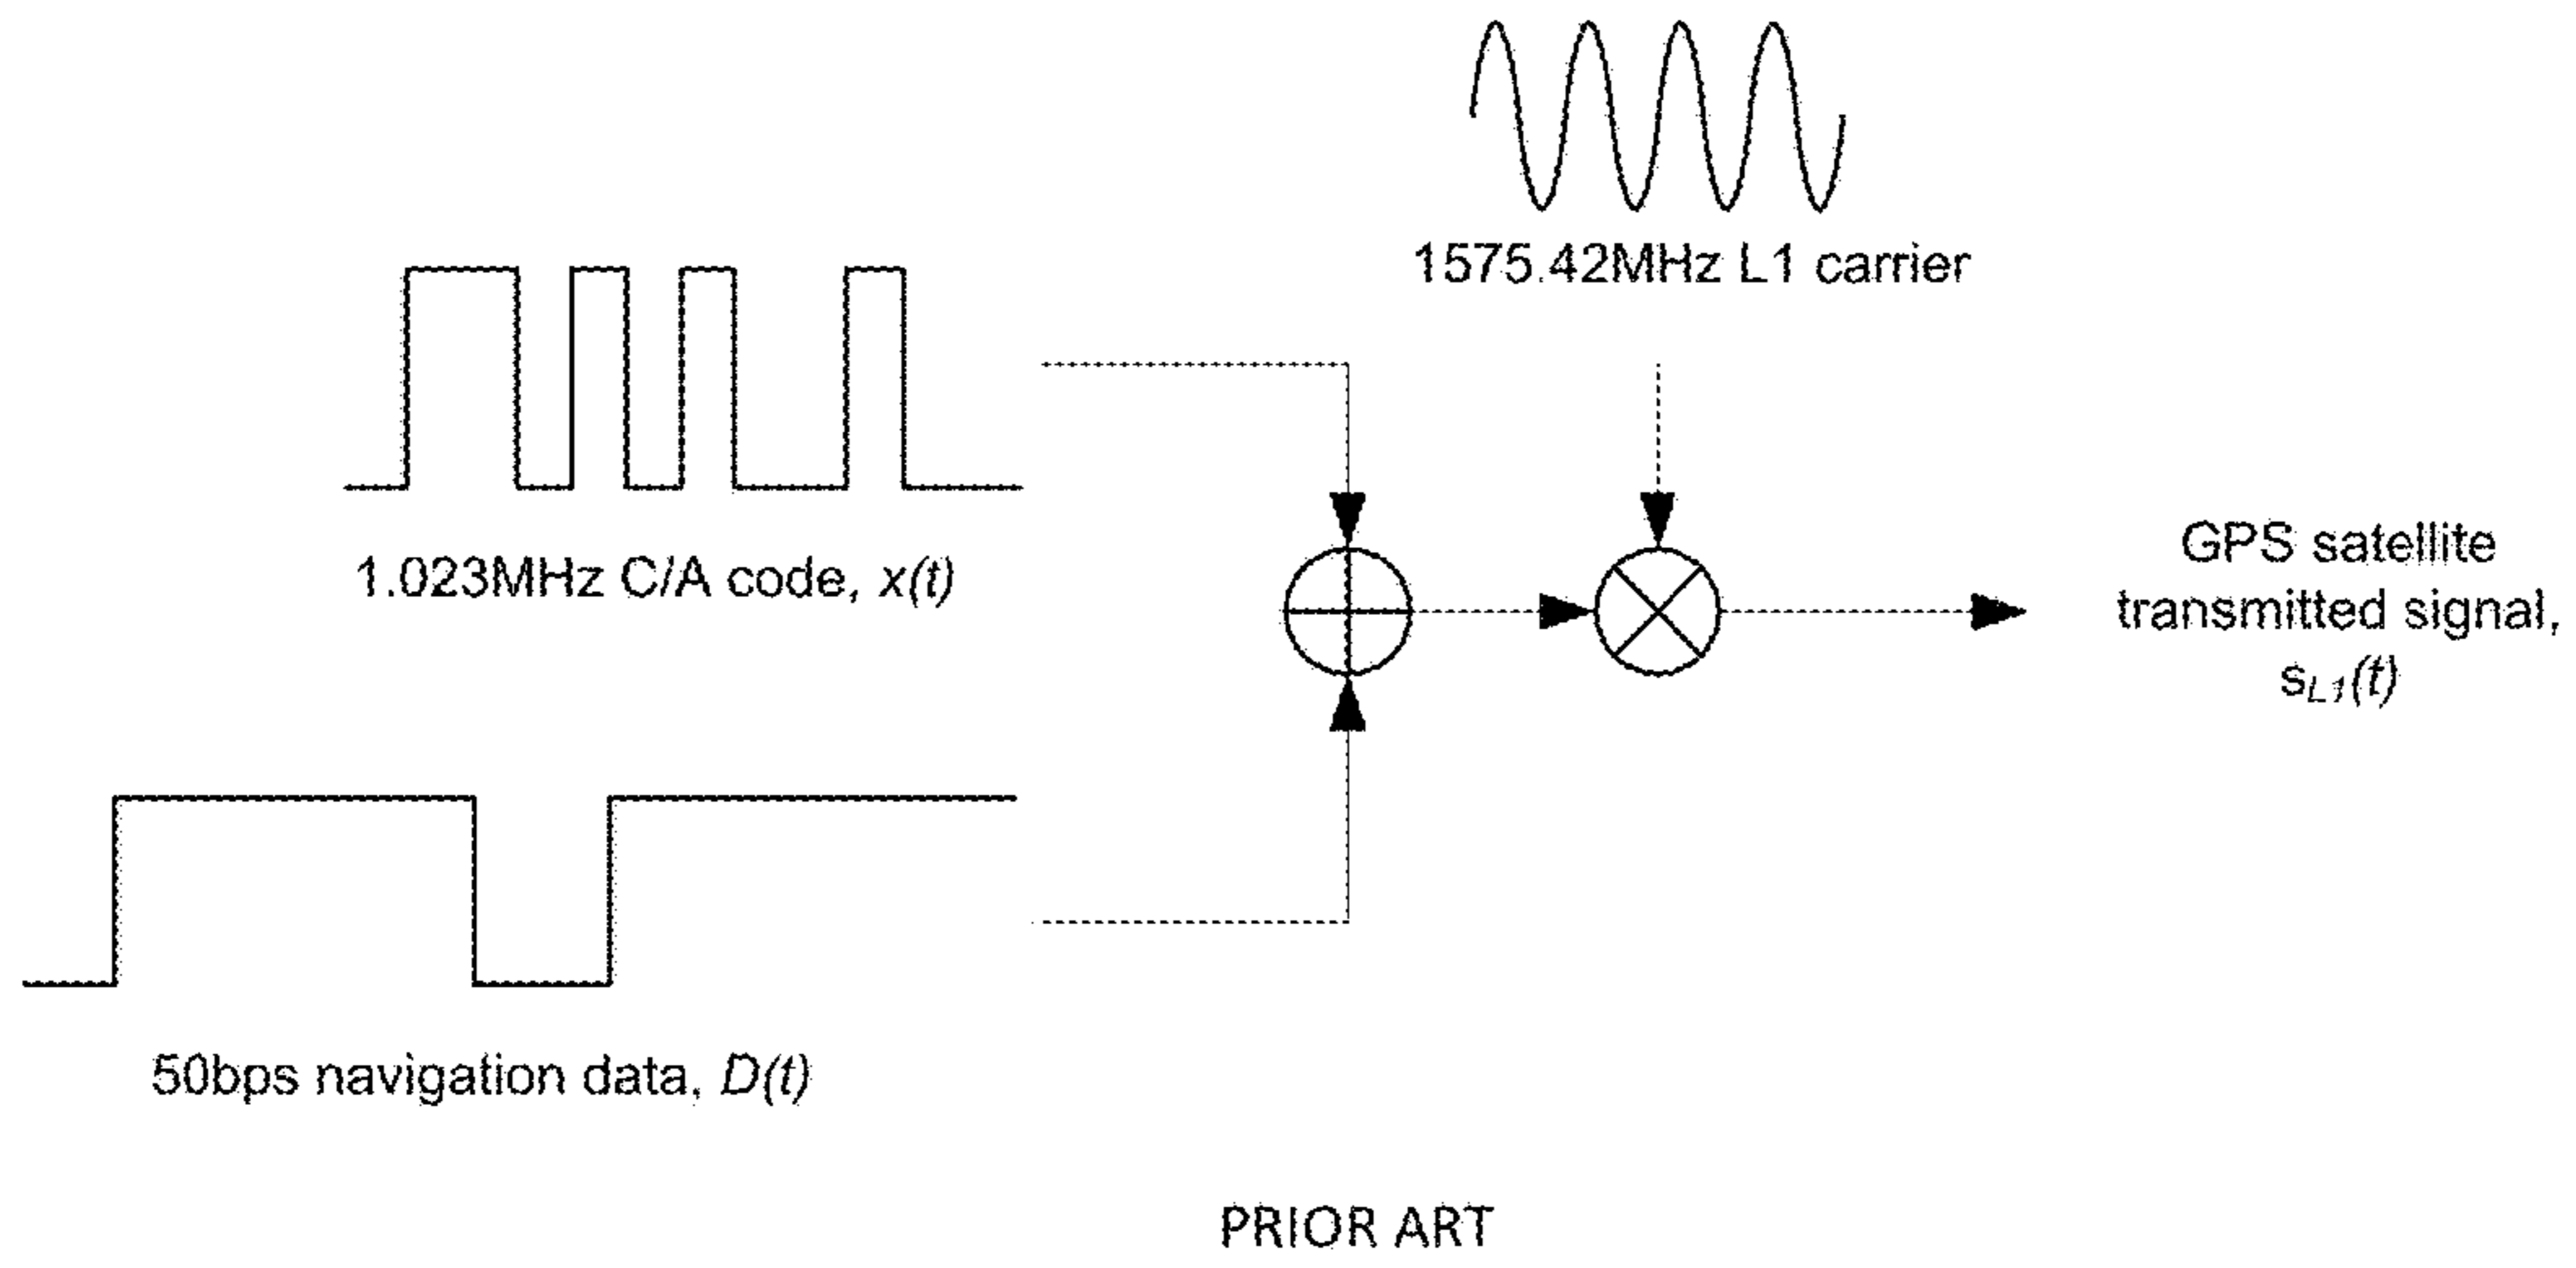 1575.42MHz L1 carrier
1.023MHz C/A code, x(t)
GPS satellite
transmitted signal,
sL1(t)
50bps navigation data, D(t)
PRIOR ART